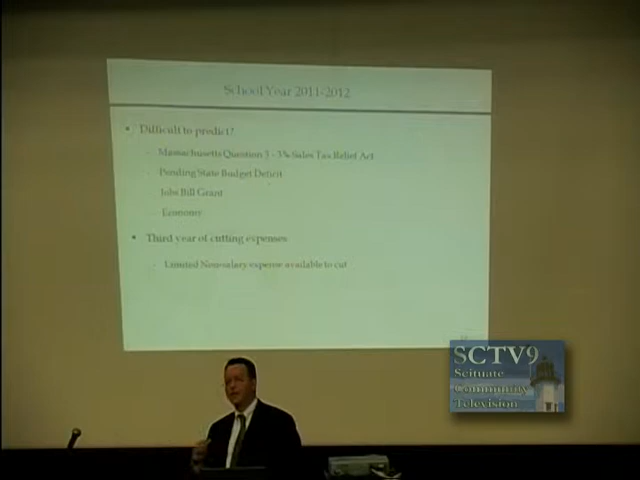 School Year 2011-2012
• Difficult to predict?
- Massachusetts Question 3 - 3% Sales Tax Relief Act
- Pending State Budget Deficit
- Jobs Bill Grant
- Economy
• Third year of cutting expenses
- Limited Non-salary expense available to cut
SCTV9
Scituate
Community
Television